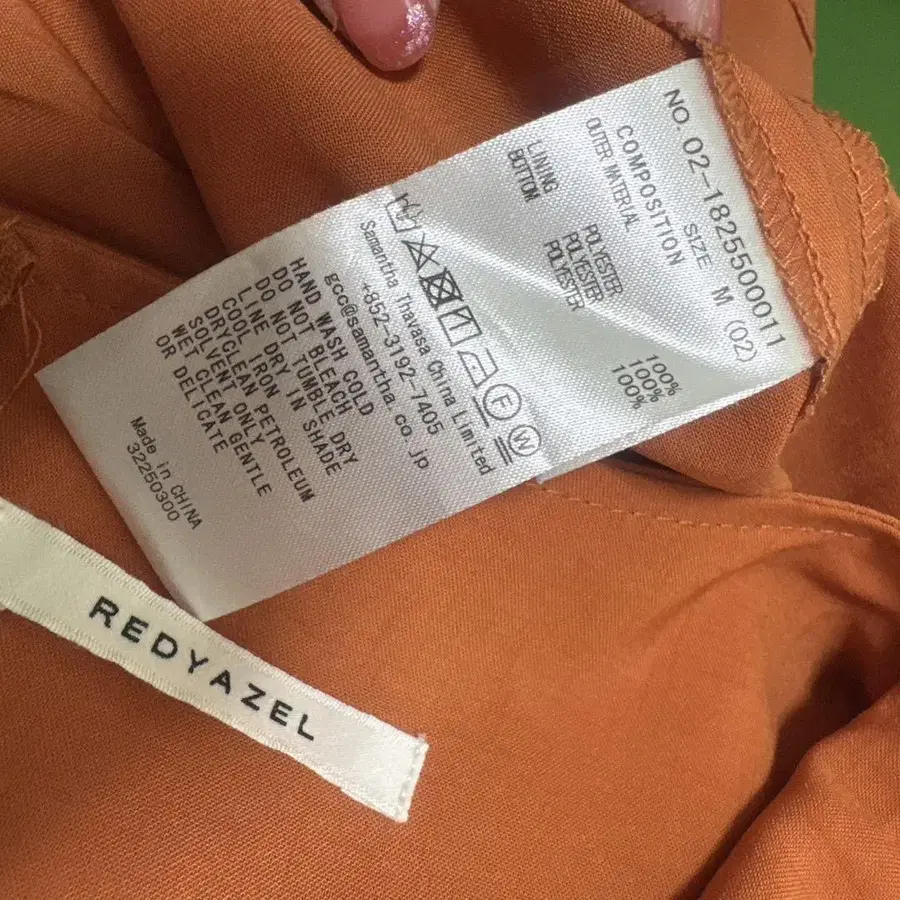 NO. 02-1825500011
SIZE M (02)
COMPOSITION
OUTER MATERIAL
POLYESTER 100%
LINING POLYESTER 100%
BOTTOM POLYESTER 100%
F W
Samantha Thavasa China Limited
+852-3192-7405
gcc@samantha.co.jp
HAND WASH COLD
DO NOT BLEACH
DO NOT TUMBLE DRY
LINE DRY IN SHADE
COOL IRON
DRYCLEAN PETROLEUM
SOLVENT ONLY
WET CLEAN GENTLE
OR DELICATE
Made in CHINA
32250300
REDYAZEL